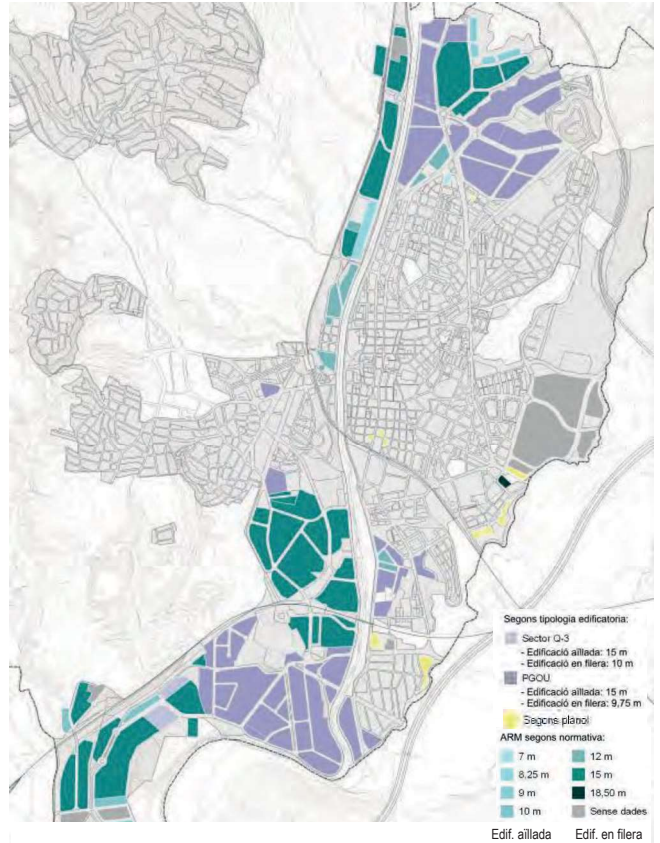 Segons tipologia edificatoria:
Sector Q-3
- Edificació aïllada: 15 m
- Edificació en filera: 10 m
PGOU
- Edificació aïllada: 15 m
- Edificació en filera: 9,75 m
Segons planol
ARM segons normativa:
7 m
8,25 m
9 m
10 m
12 m
15 m
18,50 m
Sense dades
Edif. aïllada Edif. en filera